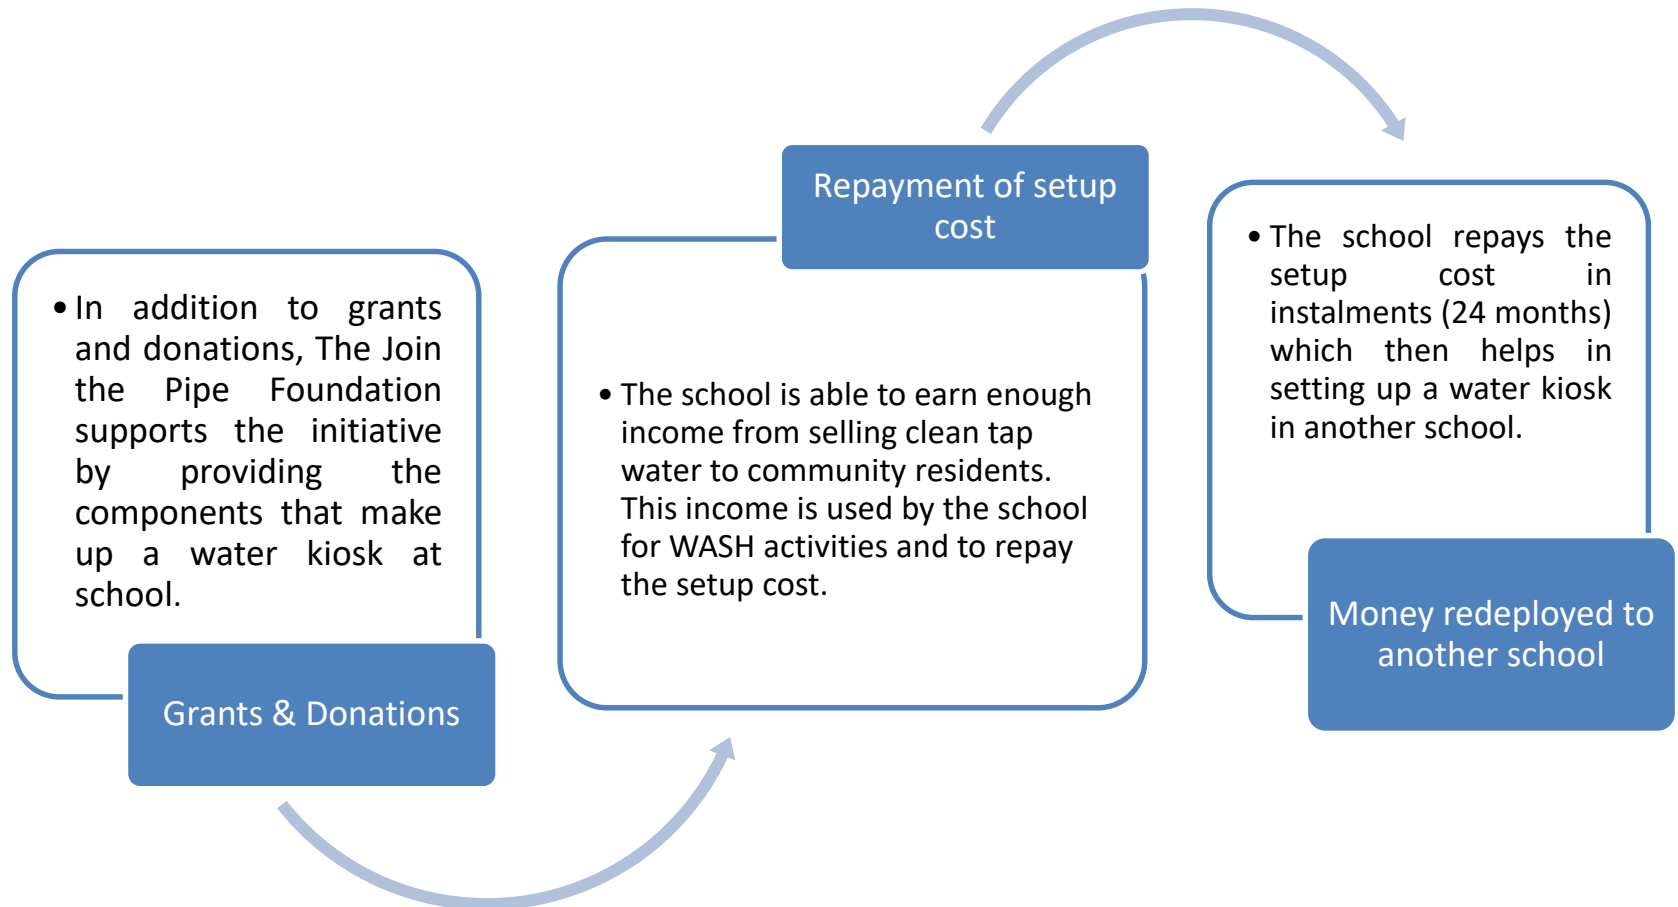 • In addition to grants
and donations, The Join
the Pipe Foundation
supports the initiative
by providing the
components that make
up a water kiosk at
school.
Grants & Donations
Repayment of setup
cost
• The school is able to earn enough
income from selling clean tap
water to community residents.
This income is used by the school
for WASH activities and to repay
the setup cost.
• The school repays the
setup cost in
instalments (24 months)
which then helps in
setting up a water kiosk
in another school.
Money redeployed to
another school